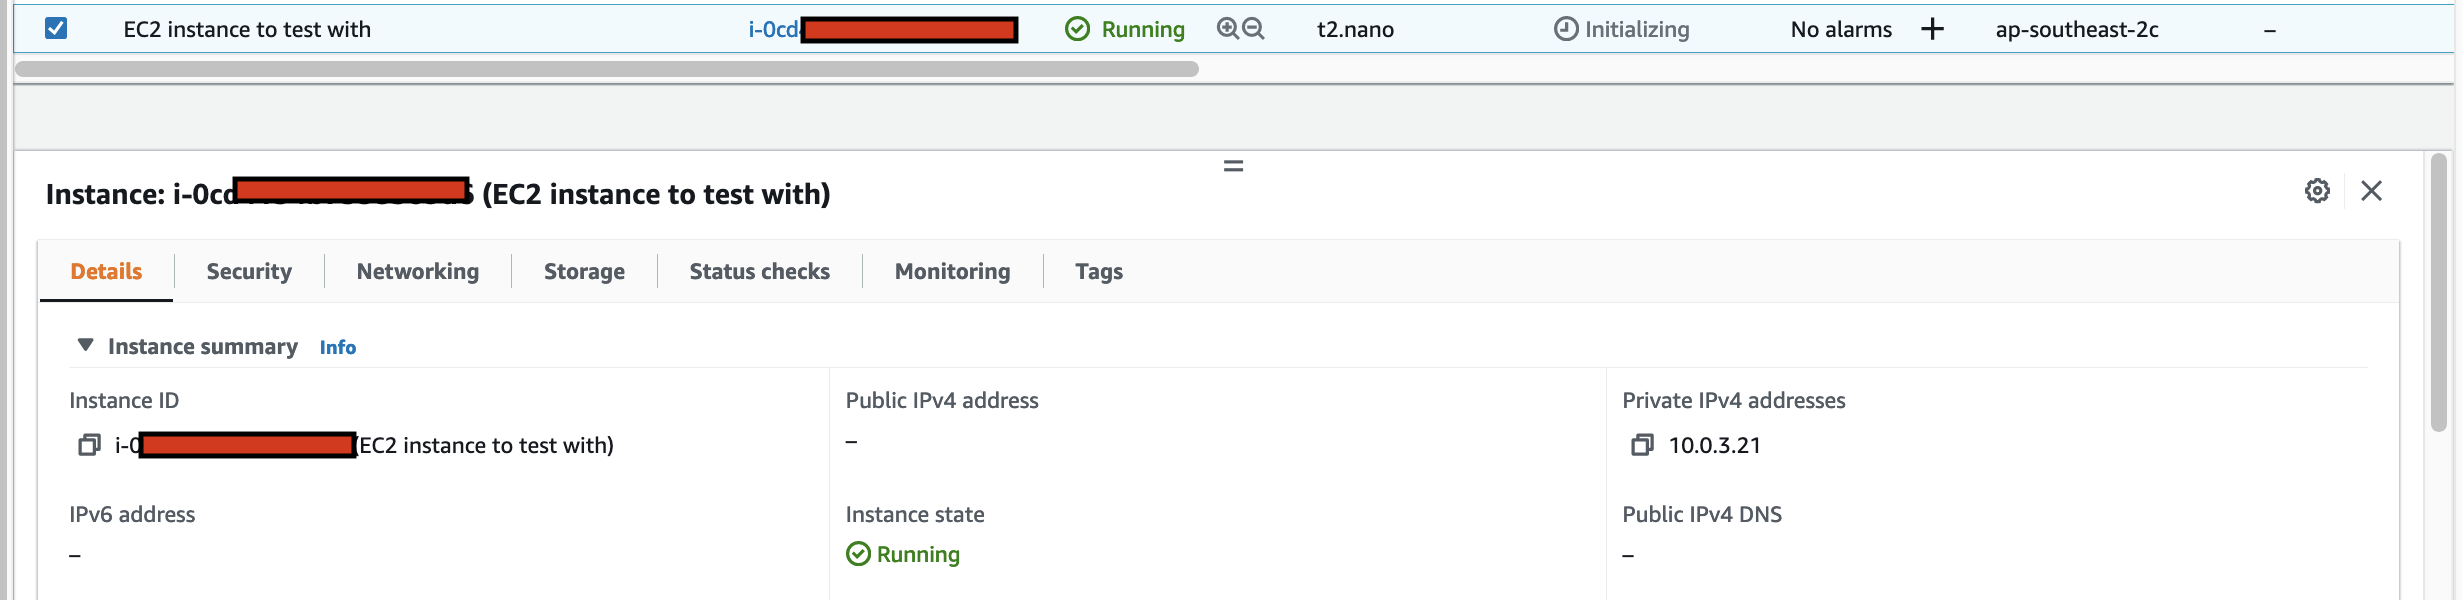 EC2 instance to test with i-0cd Running t2.nano Initializing No alarms + ap-southeast-2c –
Instance: i-0cd (EC2 instance to test with)
Details Security Networking Storage Status checks Monitoring Tags
Instance summary Info
Instance ID Public IPv4 address Private IPv4 addresses
i-0 (EC2 instance to test with) – 10.0.3.21
IPv6 address Instance state Public IPv4 DNS
– Running –